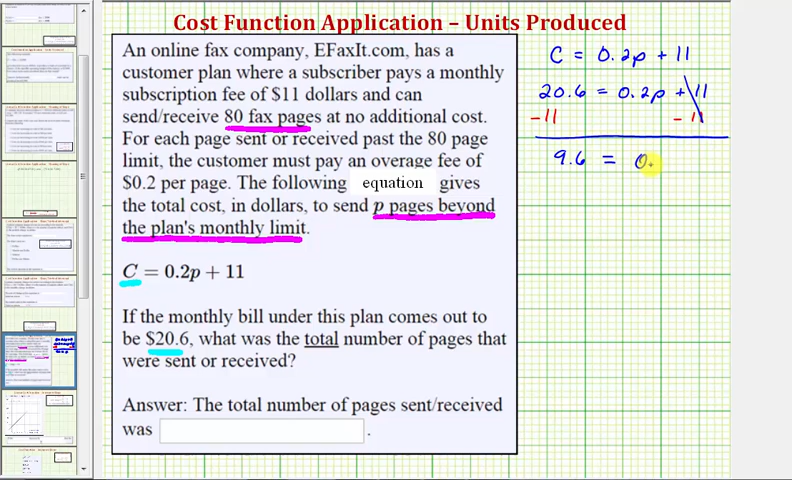 Cost Function Application – Units Produced
An online fax company, EFaxIt.com, has a
customer plan where a subscriber pays a monthly
subscription fee of $11 dollars and can
send/receive 80 fax pages at no additional cost.
For each page sent or received past the 80 page
limit, the customer must pay an overage fee of
$0.2 per page. The following equation gives
the total cost, in dollars, to send p pages beyond
the plan's monthly limit.
C = 0.2p + 11
If the monthly bill under this plan comes out to
be $20.6, what was the total number of pages that
were sent or received?
Answer: The total number of pages sent/received
was .
C = 0.2p + 11
20.6 = 0.2p + 11
-11 - 11
9.6 = 0.